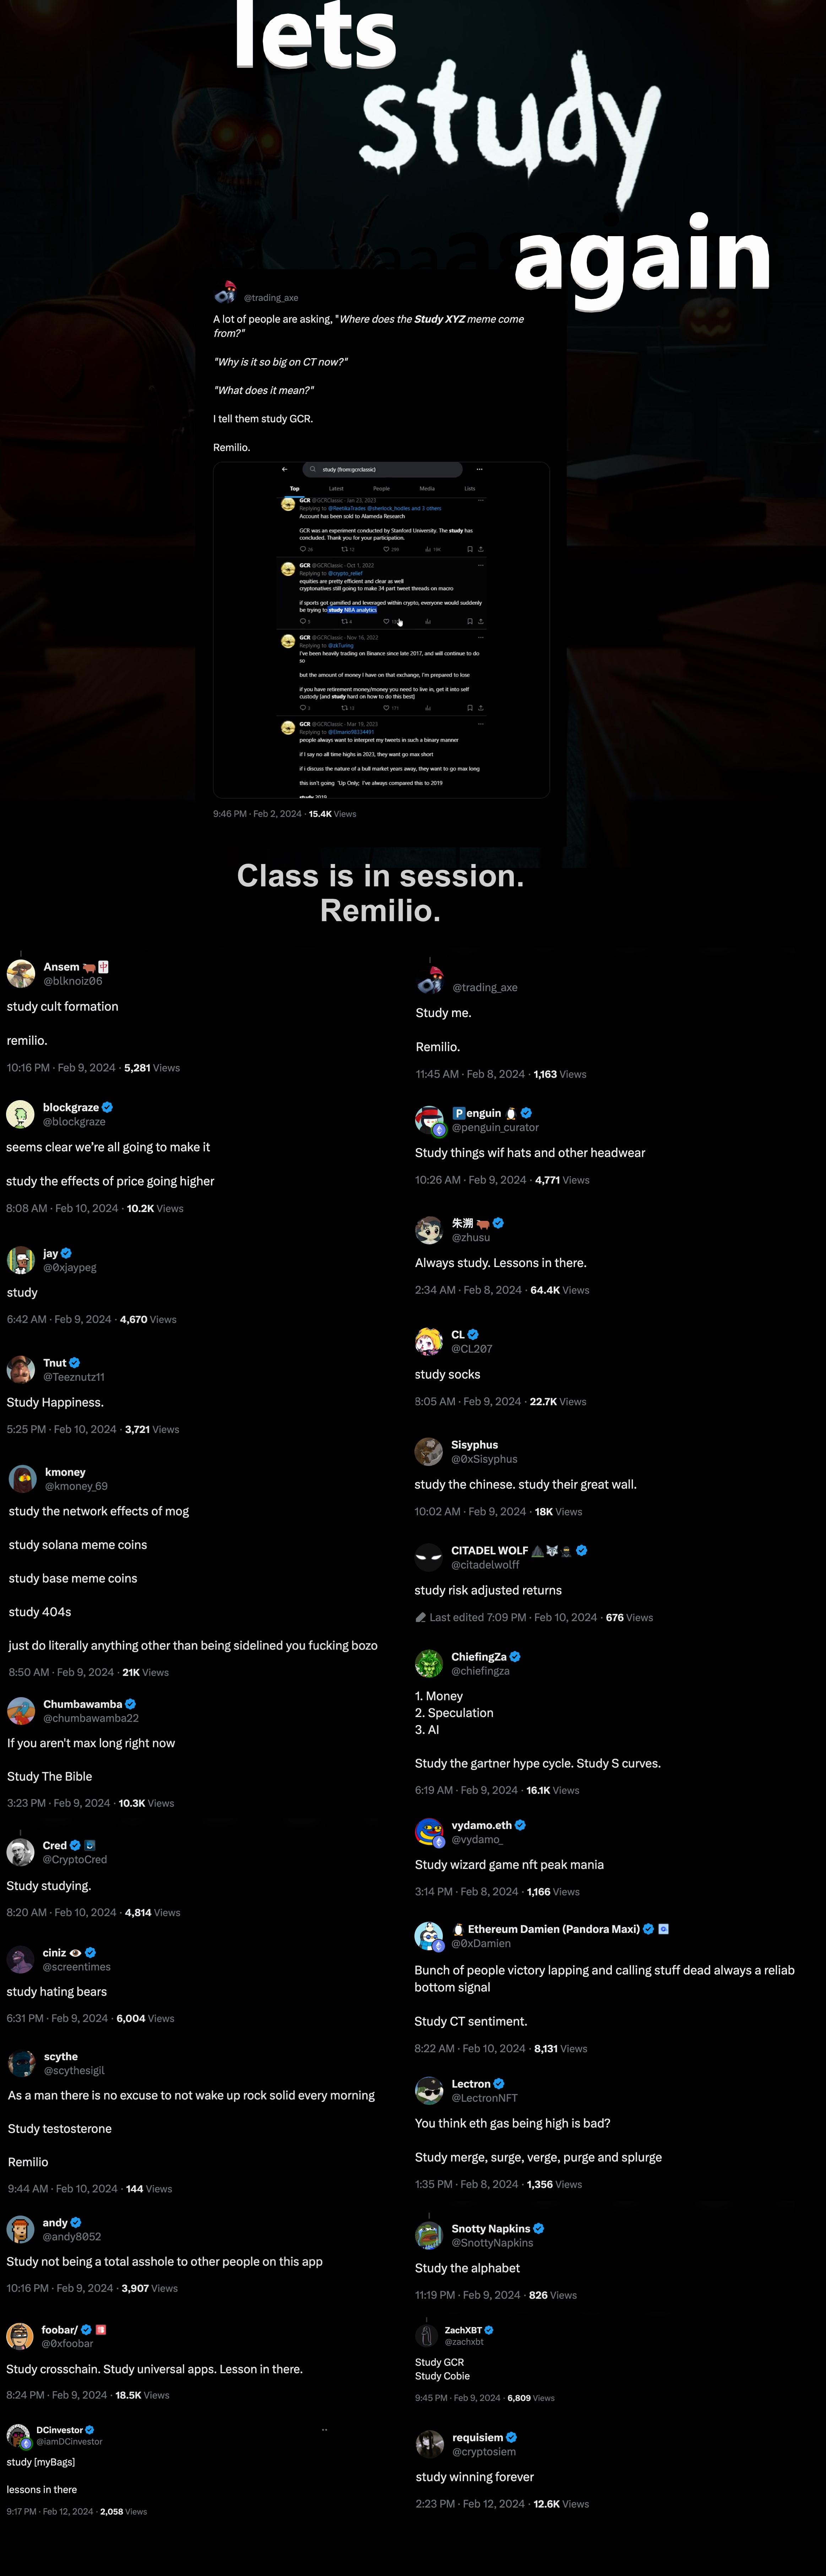 lets
study
again
@trading_axe
A lot of people are asking, "Where does the Study XYZ meme come
from?"
"Why is it so big on CT now?"
"What does it mean?"
I tell them study GCR.
Remilio.
study (from:gcrclassic)
Top Latest People Media Lists
GCR @GCRClassic · Jan 23, 2023
Replying to @ReetikaTrades @sherlock_hodles and 3 others
Account has been sold to Alameda Research
GCR was an experiment conducted by Stanford University. The study has
concluded. Thank you for your participation.
26 12 298 19K
GCR @GCRClassic · Oct 1, 2022
Replying to @crypto_relief
equities are pretty efficient and clear as well
cryptonatives still going to make 34 part tweet threads on macro
if sports got gamified and leveraged within crypto, everyone would suddenly
be trying to study NBA analytics
5 4
GCR @GCRClassic · Nov 16, 2022
Replying to @zkTuring
I've been heavily trading on Binance since late 2017, and will continue to do
so
but the amount of money I have on that exchange, I'm prepared to lose
if you have retirement money/money you need to live in, get it into self
custody [and study hard on how to do this best]
3 13 171
GCR @GCRClassic · Mar 19, 2023
Replying to @Elmario98334491
people always want to interpret my tweets in such a binary manner
if I say no all time highs in 2023, they want go max short
if i discuss the nature of a bull market years away, they want to go max long
this isn't going 'Up Only; I've always compared this to 2019
study 2019
9:46 PM · Feb 2, 2024 · 15.4K Views
Class is in session.
Remilio.
Ansem
@blknoiz06
study cult formation
remilio.
10:16 PM · Feb 9, 2024 · 5,281 Views
blockgraze
@blockgraze
seems clear we're all going to make it
study the effects of price going higher
8:08 AM · Feb 10, 2024 · 10.2K Views
jay
@0xjaypeg
study
6:42 AM · Feb 9, 2024 · 4,670 Views
Tnut
@Teeznutz11
Study Happiness.
5:25 PM · Feb 10, 2024 · 3,721 Views
kmoney
@kmoney_69
study the network effects of mog
study solana meme coins
study base meme coins
study 404s
just do literally anything other than being sidelined you fucking bozo
8:50 AM · Feb 9, 2024 · 21K Views
Chumbawamba
@chumbawamba22
If you aren't max long right now
Study The Bible
3:23 PM · Feb 9, 2024 · 10.3K Views
Cred
@CryptoCred
Study studying.
8:20 AM · Feb 10, 2024 · 4,814 Views
ciniz
@screentimes
study hating bears
6:31 PM · Feb 9, 2024 · 6,004 Views
scythe
@scythesigil
As a man there is no excuse to not wake up rock solid every morning
Study testosterone
Remilio
9:44 AM · Feb 10, 2024 · 144 Views
andy
@andy8052
Study not being a total asshole to other people on this app
10:16 PM · Feb 9, 2024 · 3,907 Views
foobar/
@0xfoobar
Study crosschain. Study universal apps. Lesson in there.
8:24 PM · Feb 9, 2024 · 18.5K Views
DCinvestor
@iamDCinvestor
study [myBags]
lessons in there
9:17 PM · Feb 12, 2024 · 2,058 Views
@trading_axe
Study me.
Remilio.
11:45 AM · Feb 8, 2024 · 1,163 Views
🅿️enguin
@penguin_curator
Study things wif hats and other headwear
10:26 AM · Feb 9, 2024 · 4,771 Views
朱溯
@zhusu
Always study. Lessons in there.
2:34 AM · Feb 8, 2024 · 64.4K Views
CL
@CL207
study socks
8:05 AM · Feb 9, 2024 · 22.7K Views
Sisyphus
@0xSisyphus
study the chinese. study their great wall.
10:02 AM · Feb 9, 2024 · 18K Views
CITADEL WOLF
@citadelwolff
study risk adjusted returns
Last edited 7:09 PM · Feb 10, 2024 · 676 Views
ChiefingZa
@chiefingza
1. Money
2. Speculation
3. AI
Study the gartner hype cycle. Study S curves.
6:19 AM · Feb 9, 2024 · 16.1K Views
vydamo.eth
@vydamo_
Study wizard game nft peak mania
3:14 PM · Feb 8, 2024 · 1,166 Views
Ethereum Damien (Pandora Maxi)
@0xDamien
Bunch of people victory lapping and calling stuff dead always a reliab
bottom signal
Study CT sentiment.
8:22 AM · Feb 10, 2024 · 8,131 Views
Lectron
@LectronNFT
You think eth gas being high is bad?
Study merge, surge, verge, purge and splurge
1:35 PM · Feb 8, 2024 · 1,356 Views
Snotty Napkins
@SnottyNapkins
Study the alphabet
11:19 PM · Feb 9, 2024 · 826 Views
ZachXBT
@zachxbt
Study GCR
Study Cobie
9:45 PM · Feb 9, 2024 · 6,809 Views
requisiem
@cryptosiem
study winning forever
2:23 PM · Feb 12, 2024 · 12.6K Views